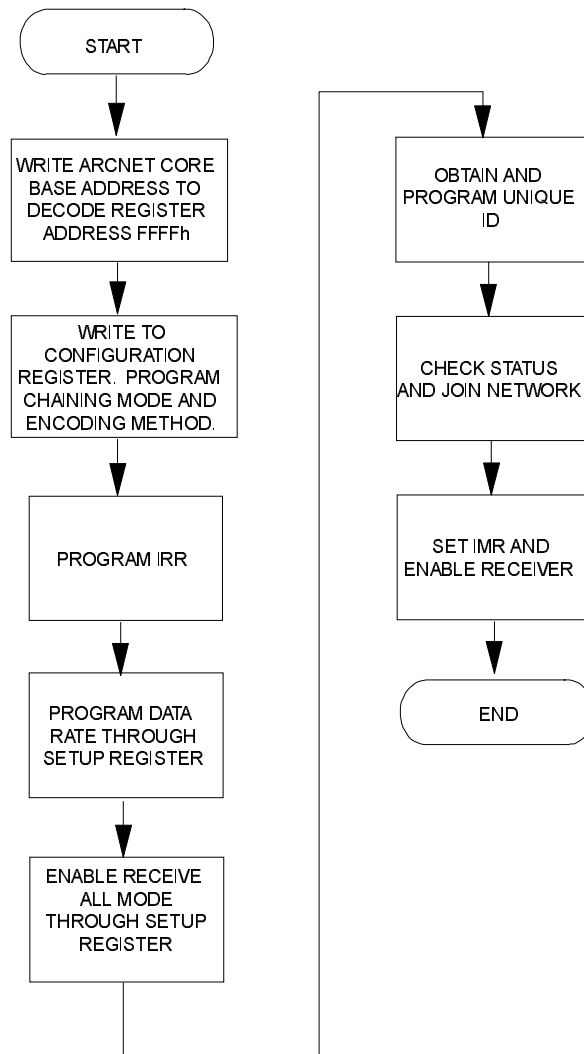 START
WRITE ARCNET CORE
BASE ADDRESS TO
DECODE REGISTER
ADDRESS FFFFh
WRITE TO
CONFIGURATION
REGISTER. PROGRAM
CHAINING MODE AND
ENCODING METHOD.
PROGRAM IRR
PROGRAM DATA
RATE THROUGH
SETUP REGISTER
ENABLE RECEIVE
ALL MODE
THROUGH SETUP
REGISTER
OBTAIN AND
PROGRAM UNIQUE
ID
CHECK STATUS
AND JOIN NETWORK
SET IMR AND
ENABLE RECEIVER
END